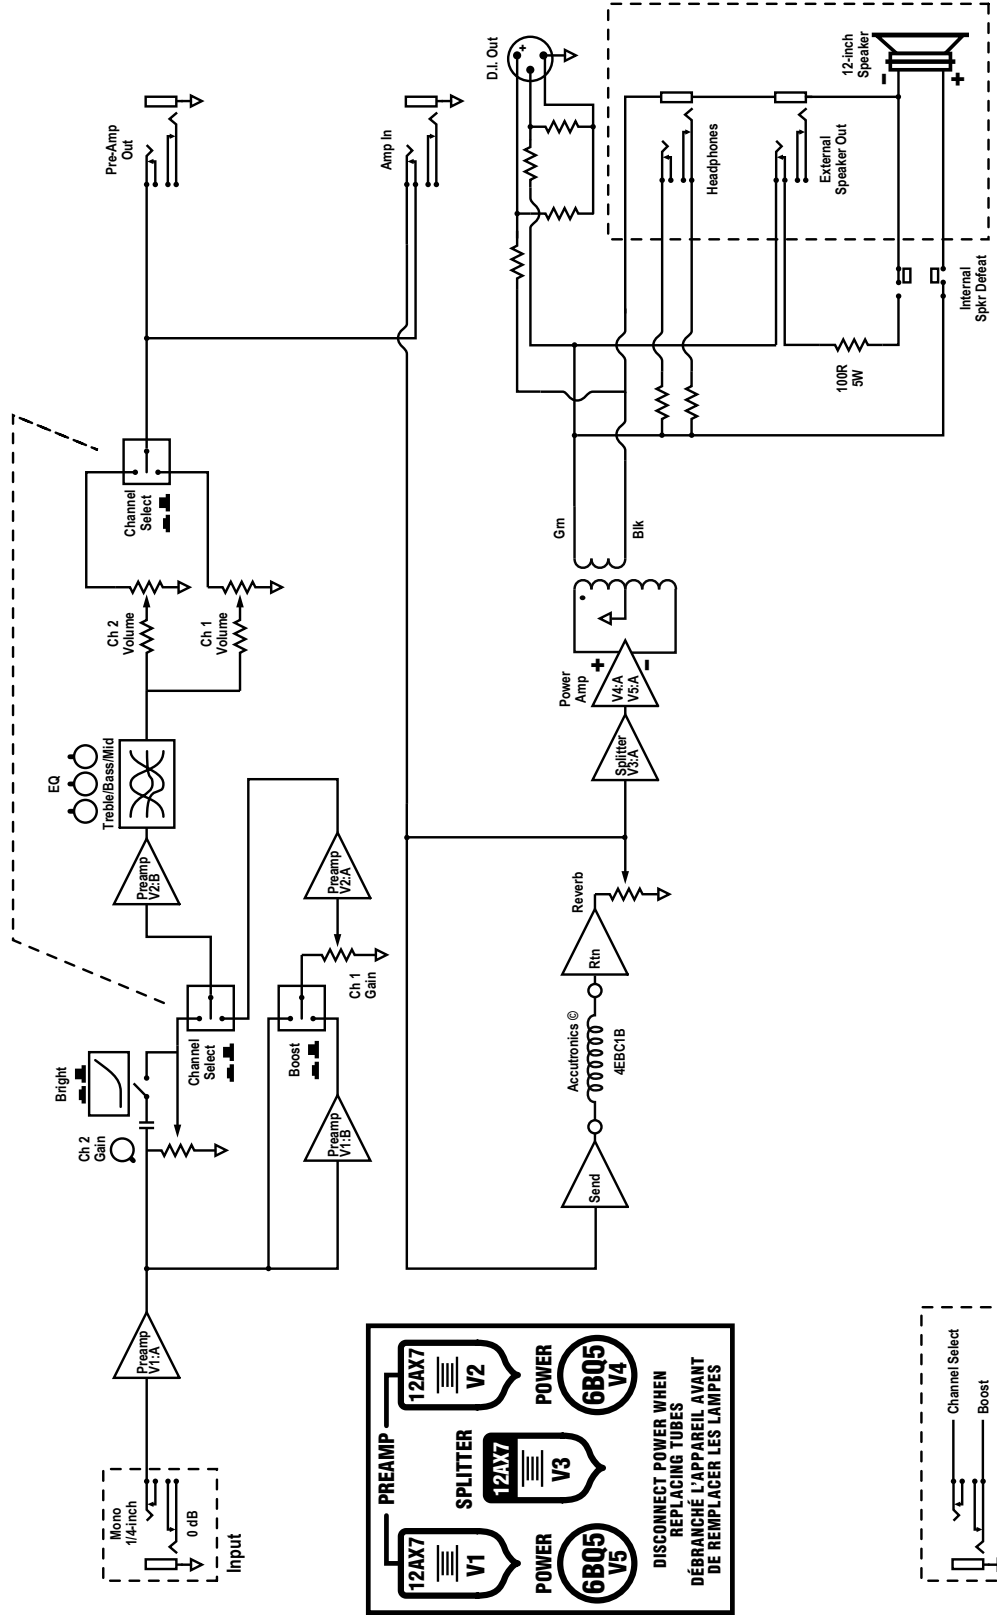 Mono
1/4-inch
0 dB
Input
Preamp
V1:A
Ch 2
Gain
Bright
Channel
Select
Preamp
V1:B
Boost
Ch 1
Gain
Preamp
V2:A
Preamp
V2:B
EQ
Treble/Bass/Mid
Ch 2
Volume
Ch 1
Volume
Channel
Select
Pre-Amp
Out
Amp In
Send
Accutronics ©
4EBC1B
Rtn
Reverb
Splitter
V3:A
Power
Amp
V4:A
V5:A
+
-
Grn
Blk
D.I. Out
+
Headphones
External
Speaker Out
100R
5W
Internal
Spkr Defeat
12-inch
Speaker
-
+
PREAMP
12AX7
V1
12AX7
V2
SPLITTER
12AX7
V3
POWER
6BQ5
V5
POWER
6BQ5
V4
DISCONNECT POWER WHEN
REPLACING TUBES
DÉBRANCHÉ L'APPAREIL AVANT
DE REMPLACER LES LAMPES
Channel Select
Boost